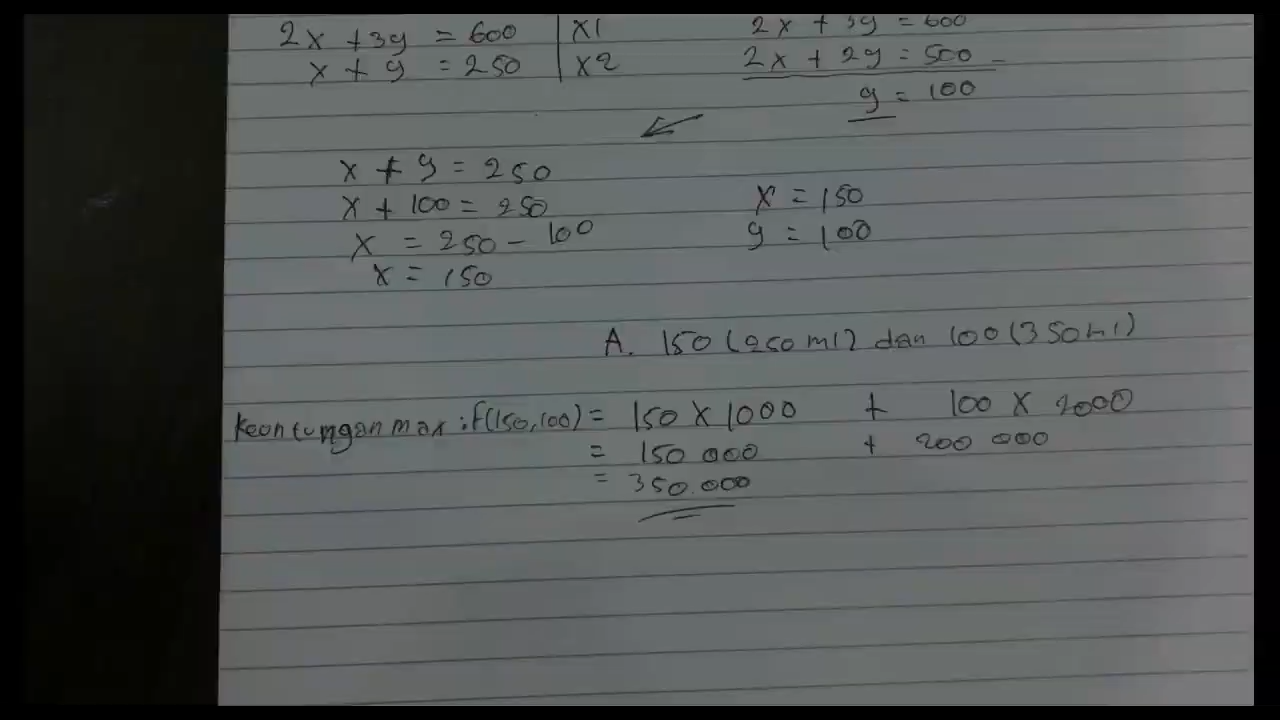 2x + 3y = 600 | x1 2x + 3y = 600
x + y = 250 | x2 2x + 2y = 500 -
y = 100
x + y = 250
x + 100 = 250 x = 150
x = 250 - 100 y = 100
x = 150
A. 150 (250 ml) dan 100 (350 ml)
Keuntungan max : f(150,100) = 150 x 1000 + 100 x 2000
= 150 000 + 200 000
= 350.000